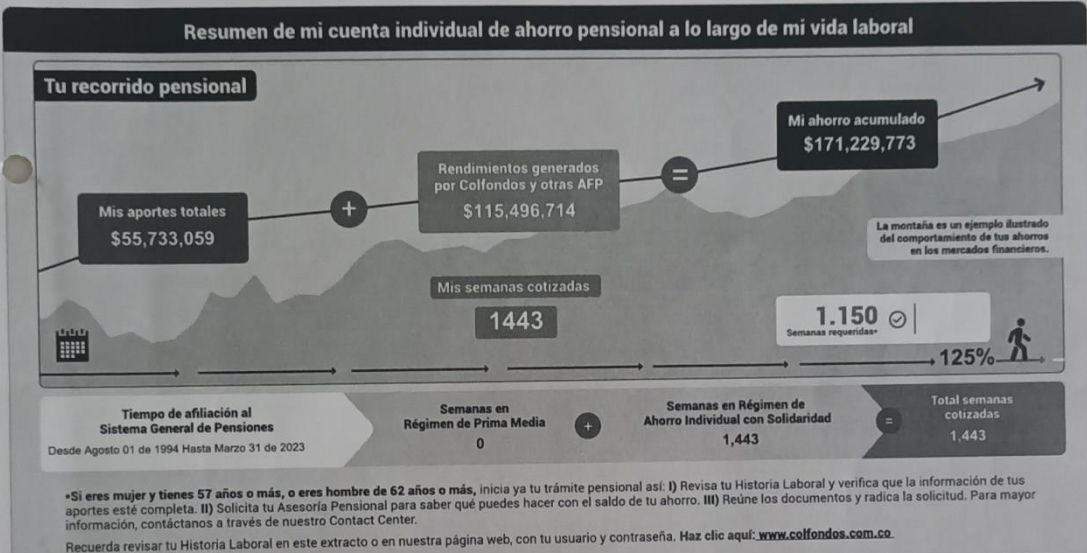 Resumen de mi cuenta individual de ahorro pensional a lo largo de mi vida laboral
Tu recorrido pensional
Mis aportes totales
$55,733,059
+
Rendimientos generados
por Colfondos y otras AFP
$115,496,714
=
Mi ahorro acumulado
$171,229,773
La montaña es un ejemplo ilustrado
del comportamiento de tus ahorros
en los mercados financieros.
Mis semanas cotizadas
1443
1.150
Semanas requeridas*
125%
Tiempo de afiliación al
Sistema General de Pensiones
Desde Agosto 01 de 1994 Hasta Marzo 31 de 2023
Semanas en
Régimen de Prima Media
0
+
Semanas en Régimen de
Ahorro Individual con Solidaridad
1,443
=
Total semanas
cotizadas
1,443
*Si eres mujer y tienes 57 años o más, o eres hombre de 62 años o más, inicia ya tu trámite pensional así: I) Revisa tu Historia Laboral y verifica que la información de tus
aportes esté completa. II) Solicita tu Asesoría Pensional para saber qué puedes hacer con el saldo de tu ahorro. III) Reúne los documentos y radica la solicitud. Para mayor
información, contáctanos a través de nuestro Contact Center.
Recuerda revisar tu Historia Laboral en este extracto o en nuestra página web, con tu usuario y contraseña. Haz clic aquí: www.colfondos.com.co